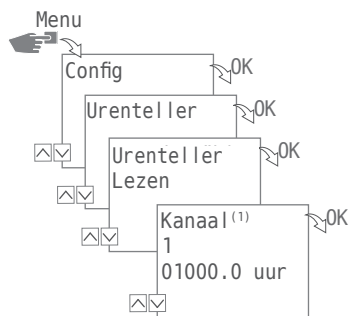 Menu
Config
OK
Urenteller
OK
Urenteller
Lezen
OK
Kanaal(1)
1
01000.0 uur
OK